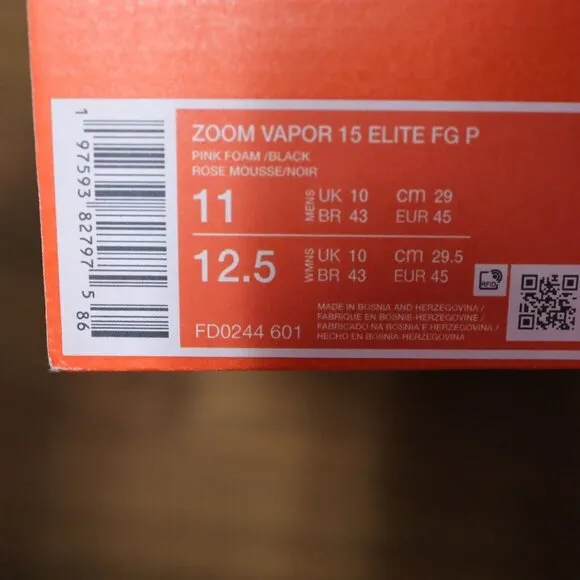 ZOOM VAPOR 15 ELITE FG P
PINK FOAM /BLACK
ROSE MOUSSE/NOIR
11 MENS UK 10 cm 29
BR 43 EUR 45
12.5 WMNS UK 10 cm 29.5
BR 43 EUR 45
RFID
FD0244 601
MADE IN BOSNIA AND HERZEGOVINA /
FABRIQUE EN BOSNIE-HERZEGOVINE /
FABRICADO NA BOSNIA E HERZEGOVINA /
HECHO EN BOSNIA-HERZEGOVINA
1 97593 82797 5 86